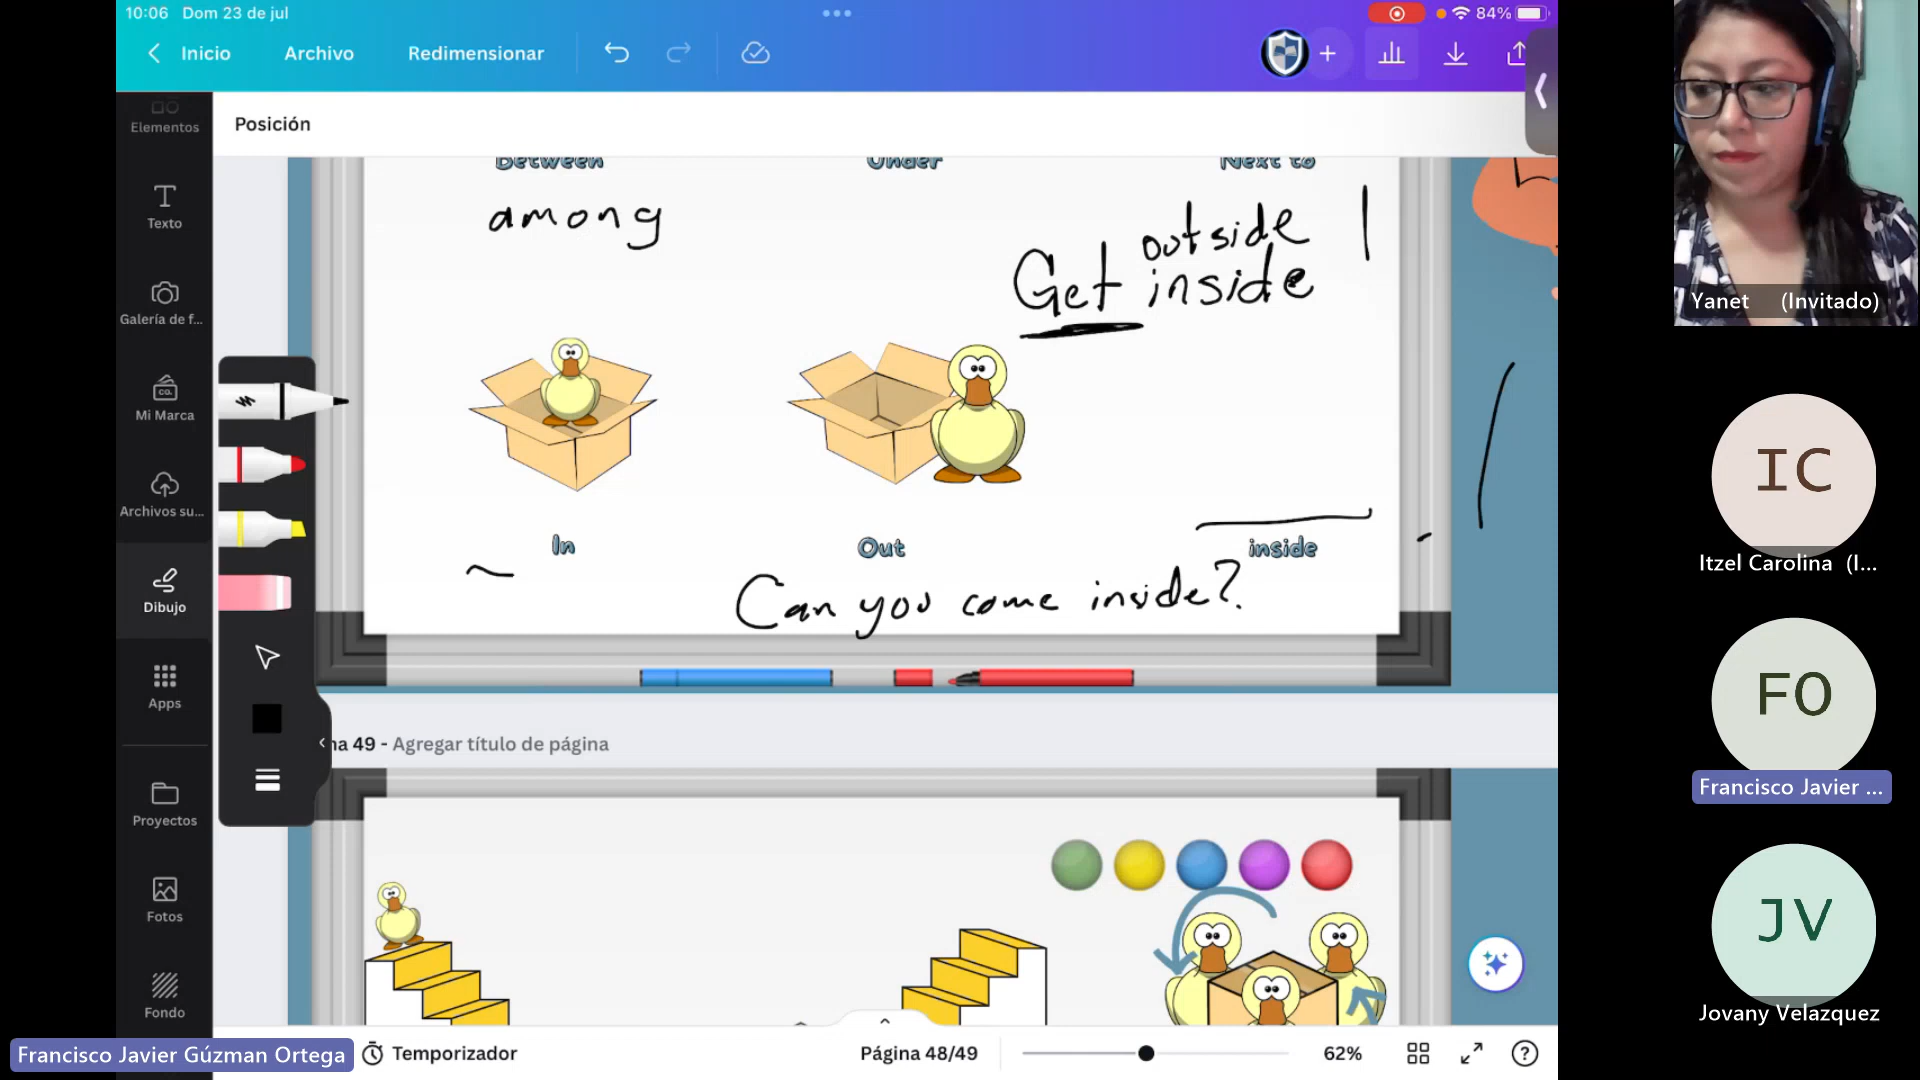 10:06 Dom 23 de jul
84%
Inicio Archivo Redimensionar
Elementos
Posición
Texto
Galería de f...
Mi Marca
Archivos su...
Dibujo
Apps
Proyectos
Fotos
Fondo
Between Under Next to
among
outside
Get inside
In Out inside
Can you come inside?
na 49 - Agregar título de página
Francisco Javier Gúzman Ortega
Temporizador
Página 48/49
62%
Yanet (Invitado)
IC
Itzel Carolina (I...
FO
Francisco Javier ...
JV
Jovany Velazquez